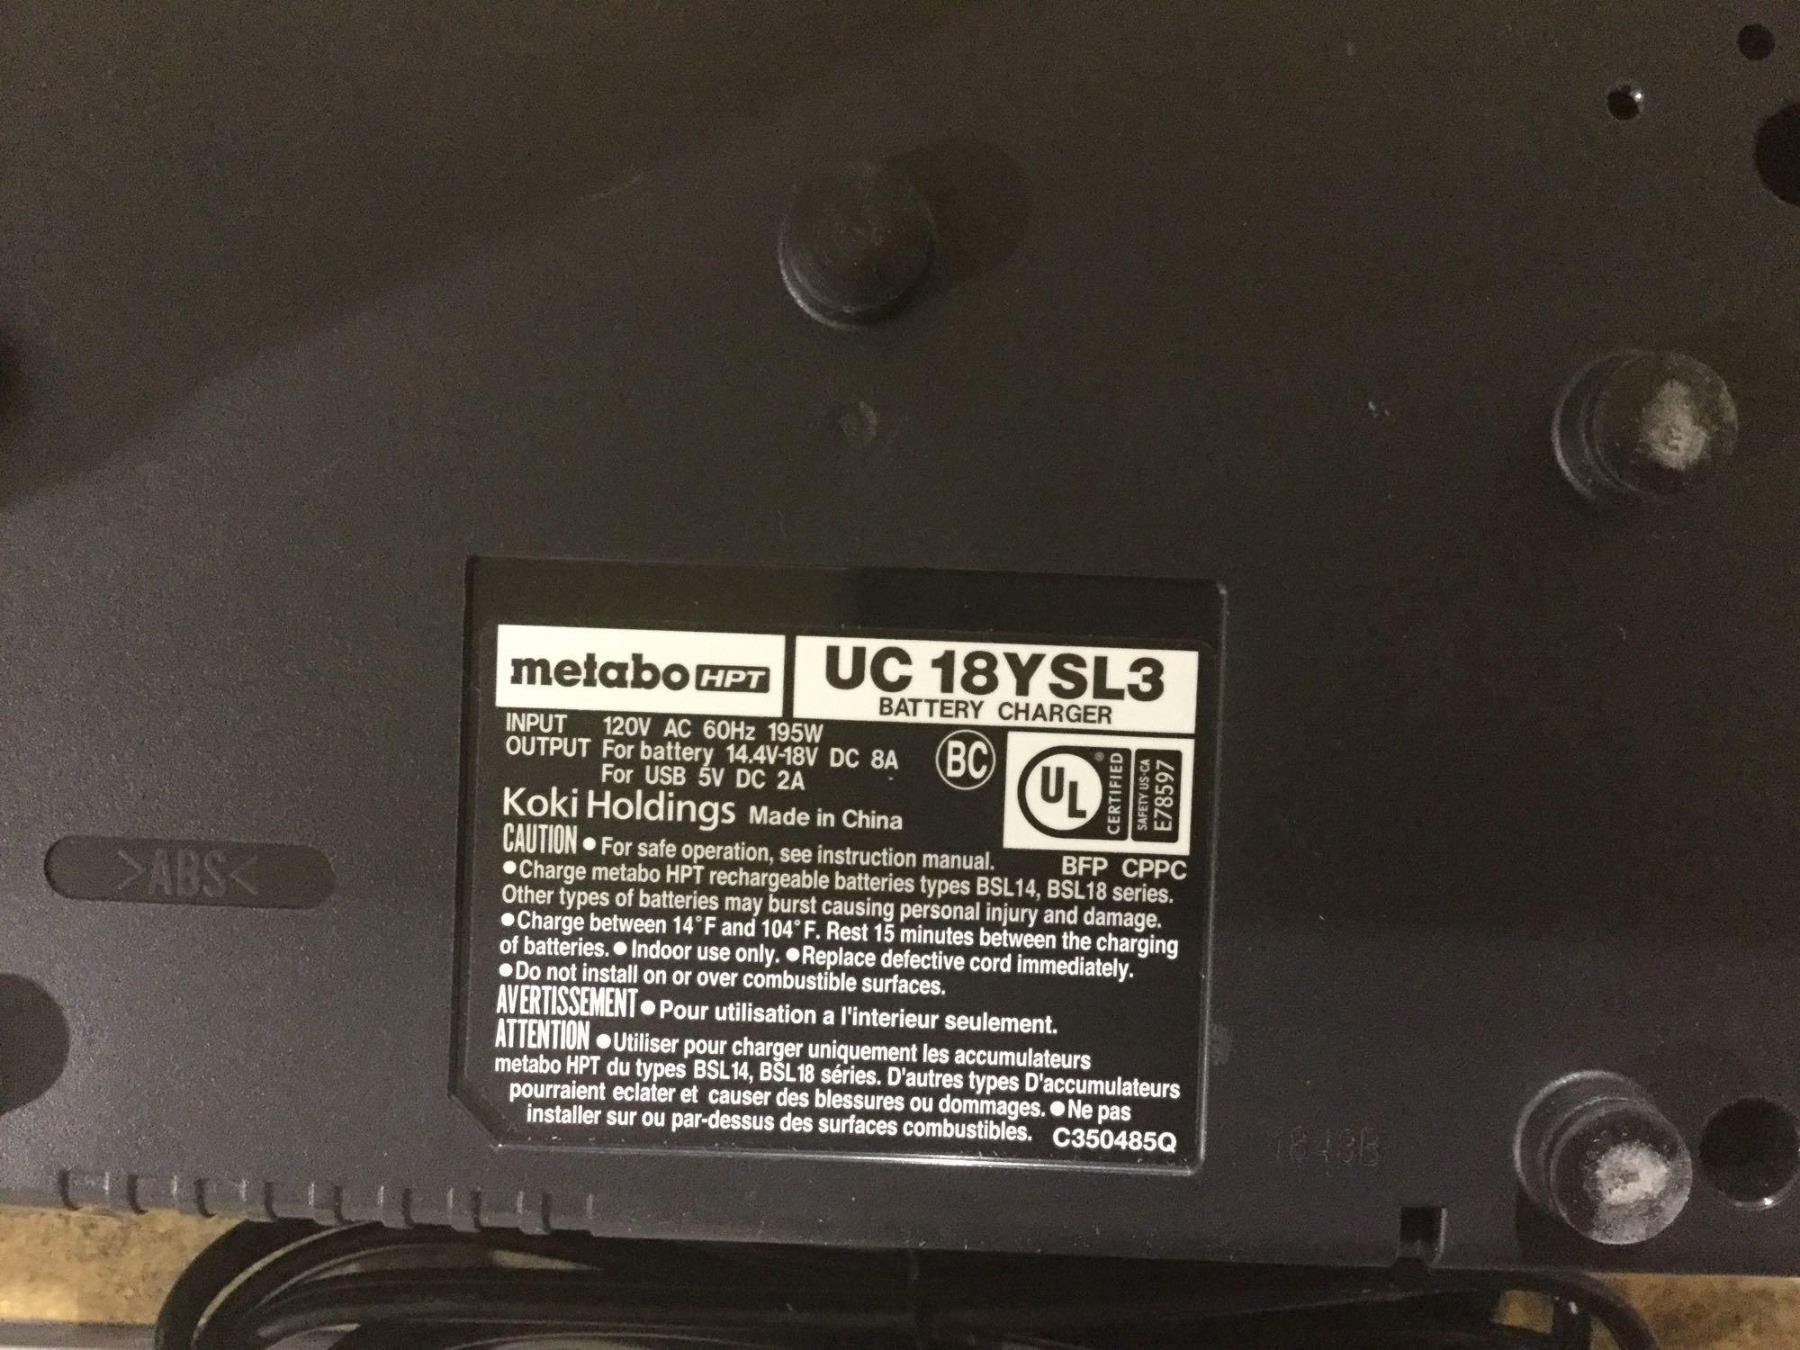 metabo HPT
UC 18YSL3
BATTERY CHARGER
INPUT 120V AC 60Hz 195W
OUTPUT For battery 14.4V-18V DC 8A
For USB 5V DC 2A
BC
UL ®
CERTIFIED
SAFETY US·CA
E78597
Koki Holdings Made in China
BFP CPPC
CAUTION ● For safe operation, see instruction manual.
● Charge metabo HPT rechargeable batteries types BSL14, BSL18 series.
Other types of batteries may burst causing personal injury and damage.
● Charge between 14°F and 104°F. Rest 15 minutes between the charging
of batteries. ● Indoor use only. ● Replace defective cord immediately.
● Do not install on or over combustible surfaces.
AVERTISSEMENT ● Pour utilisation a l'interieur seulement.
ATTENTION ● Utiliser pour charger uniquement les accumulateurs
metabo HPT du types BSL14, BSL18 séries. D'autres types D'accumulateurs
pourraient eclater et causer des blessures ou dommages. ● Ne pas
installer sur ou par-dessus des surfaces combustibles. C350485Q
>ABS<